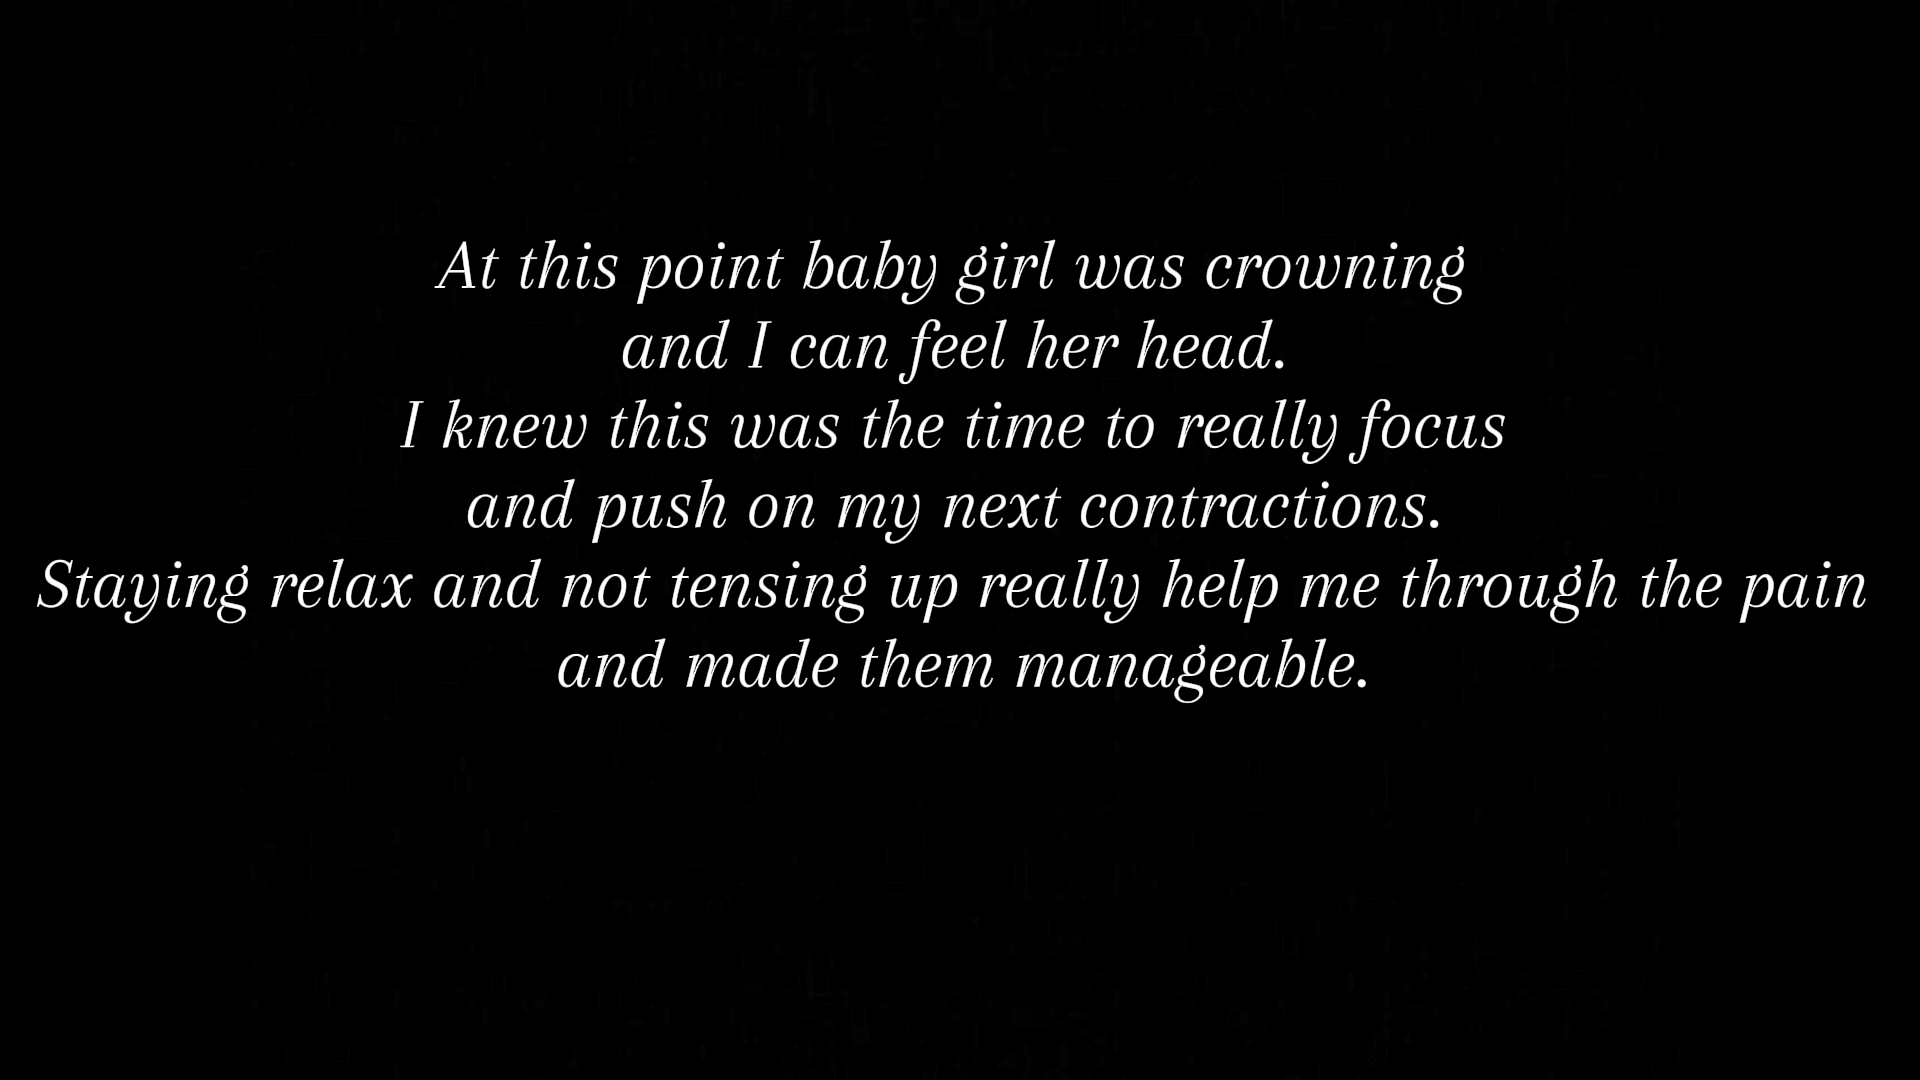 At this point baby girl was crowning
and I can feel her head.
I knew this was the time to really focus
and push on my next contractions.
Staying relax and not tensing up really help me through the pain
and made them manageable.